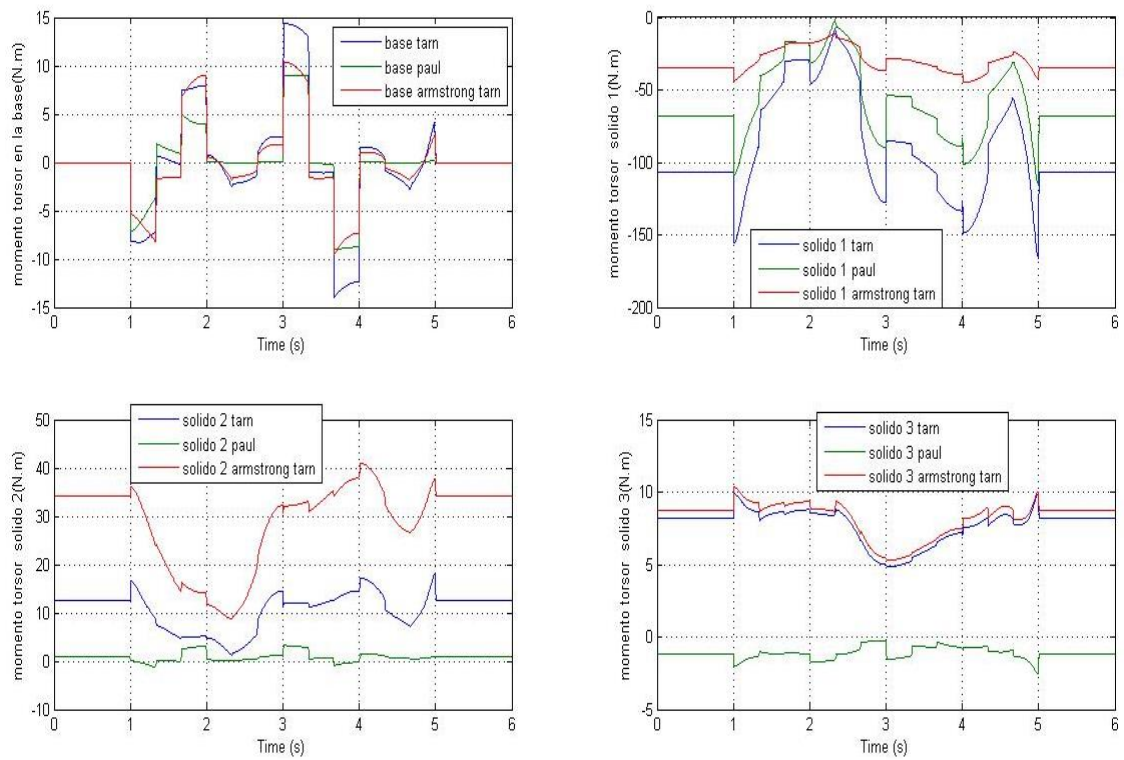 momento torsor en la base(N.m)
15
10
5
0
-5
-10
-15
base tarn
base paul
base armstrong tarn
0 1 2 3 4 5 6
Time (s)
momento torsor solido 1(N.m)
0
-50
-100
-150
-200
solido 1 tarn
solido 1 paul
solido 1 armstrong tarn
0 1 2 3 4 5 6
Time (s)
momento torsor solido 2(N.m)
50
40
30
20
10
0
-10
solido 2 tarn
solido 2 paul
solido 2 armstrong tarn
0 1 2 3 4 5 6
Time (s)
momento torsor solido 3(N.m)
15
10
5
0
-5
solido 3 tarn
solido 3 paul
solido 3 armstrong tarn
0 1 2 3 4 5 6
Time (s)